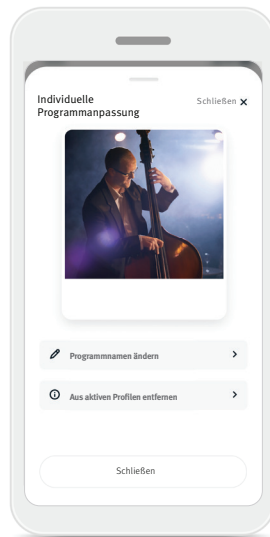 Individuelle
Programmanpassung
Schließen ×
Programmnamen ändern
Aus aktiven Profilen entfernen
Schließen